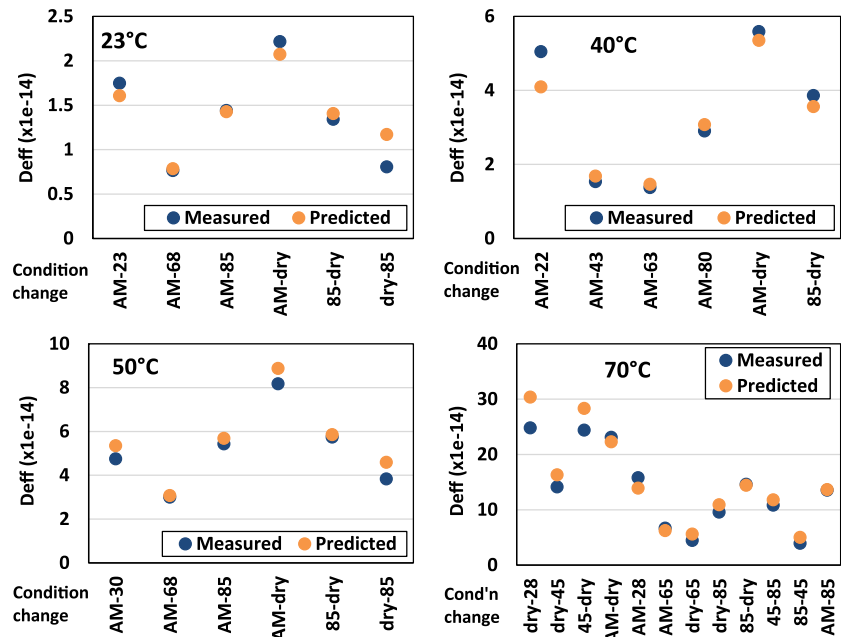 23°C
Deff (x1e-14)
2.5
2
1.5
1
0.5
0
Measured Predicted
Condition change
AM-23
AM-68
AM-85
AM-dry
85-dry
dry-85
40°C
Deff (x1e-14)
6
4
2
0
Measured Predicted
Condition change
AM-22
AM-43
AM-63
AM-80
AM-dry
85-dry
50°C
Deff (x1e-14)
10
8
6
4
2
0
Measured Predicted
Condition change
AM-30
AM-68
AM-85
AM-dry
85-dry
dry-85
70°C
Deff (x1e-14)
40
30
20
10
0
Measured
Predicted
Cond'n change
dry-28
dry-45
45-dry
AM-dry
AM-28
AM-65
dry-65
dry-85
85-dry
45-85
85-45
AM-85